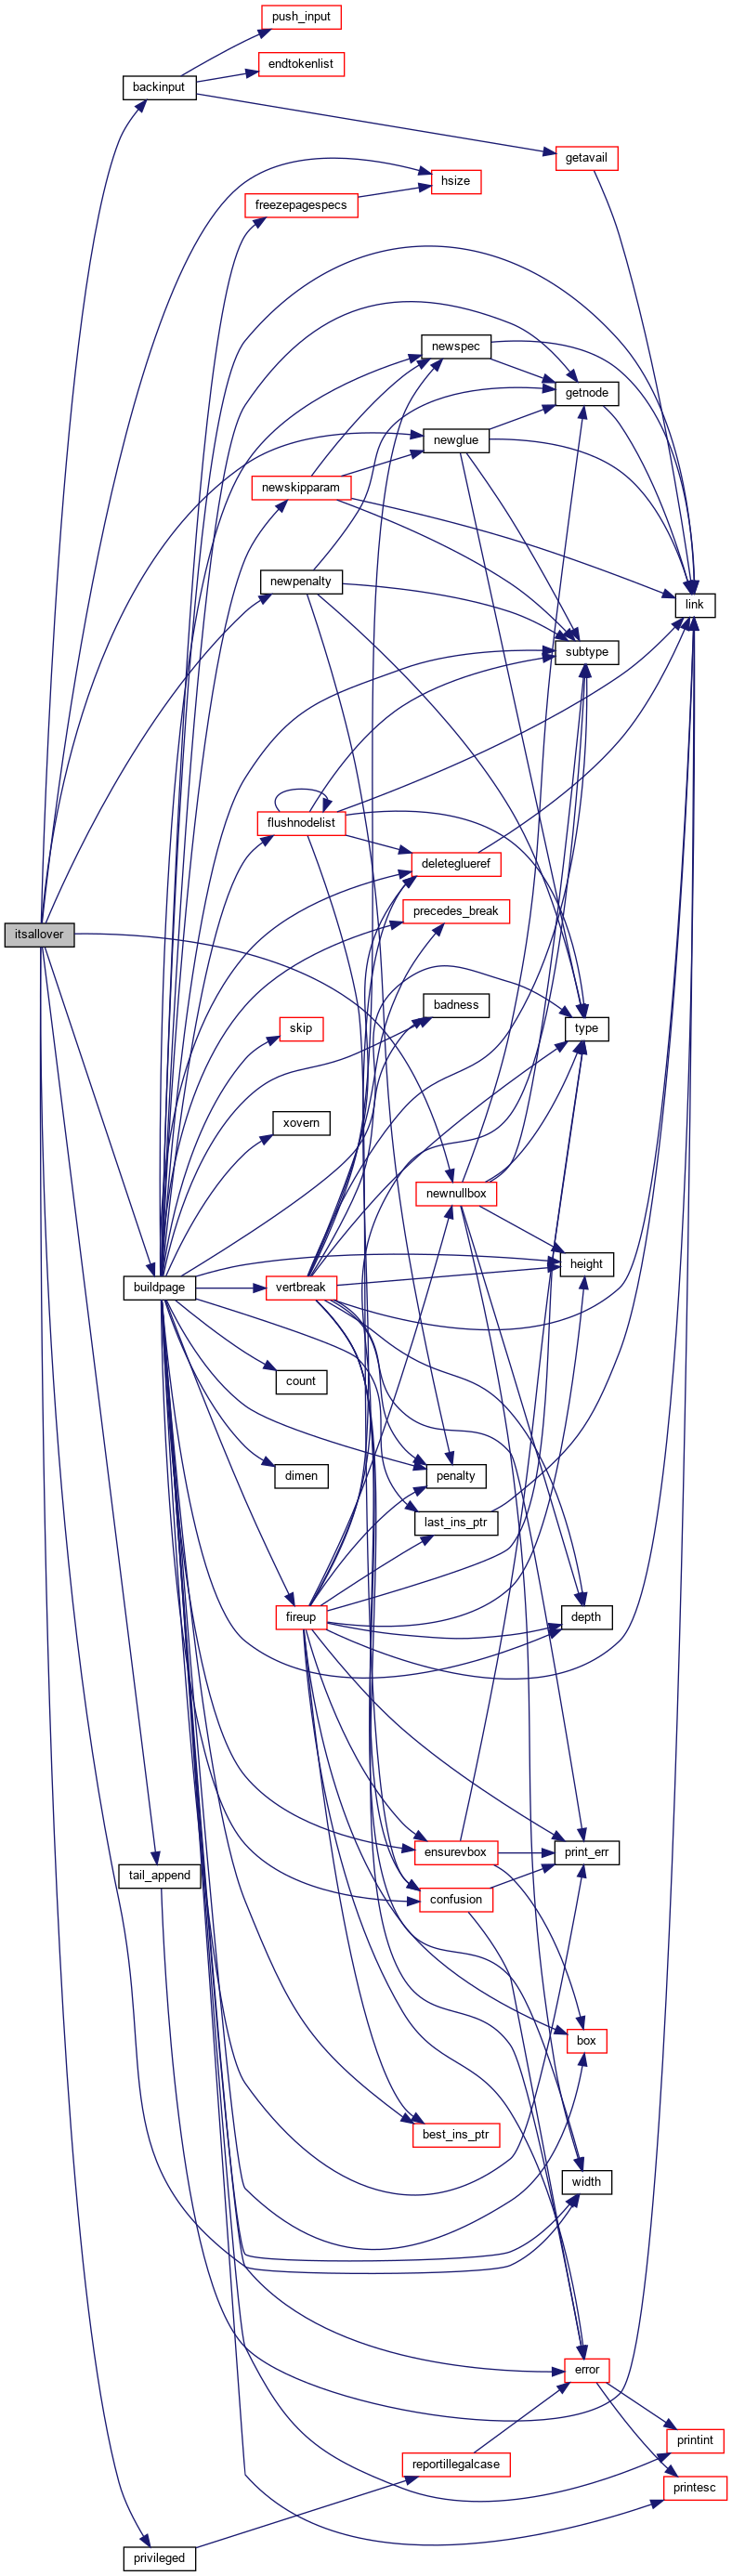 push_input
endtokenlist
backinput
getavail
hsize
freezepagespecs
newspec
getnode
newglue
newskipparam
newpenalty
link
subtype
flushnodelist
deleteglueref
precedes_break
itsallover
badness
skip
type
xovern
newnullbox
height
buildpage
vertbreak
count
dimen
penalty
last_ins_ptr
fireup
depth
ensurevbox
print_err
tail_append
confusion
box
best_ins_ptr
width
error
printint
reportillegalcase
printesc
privileged